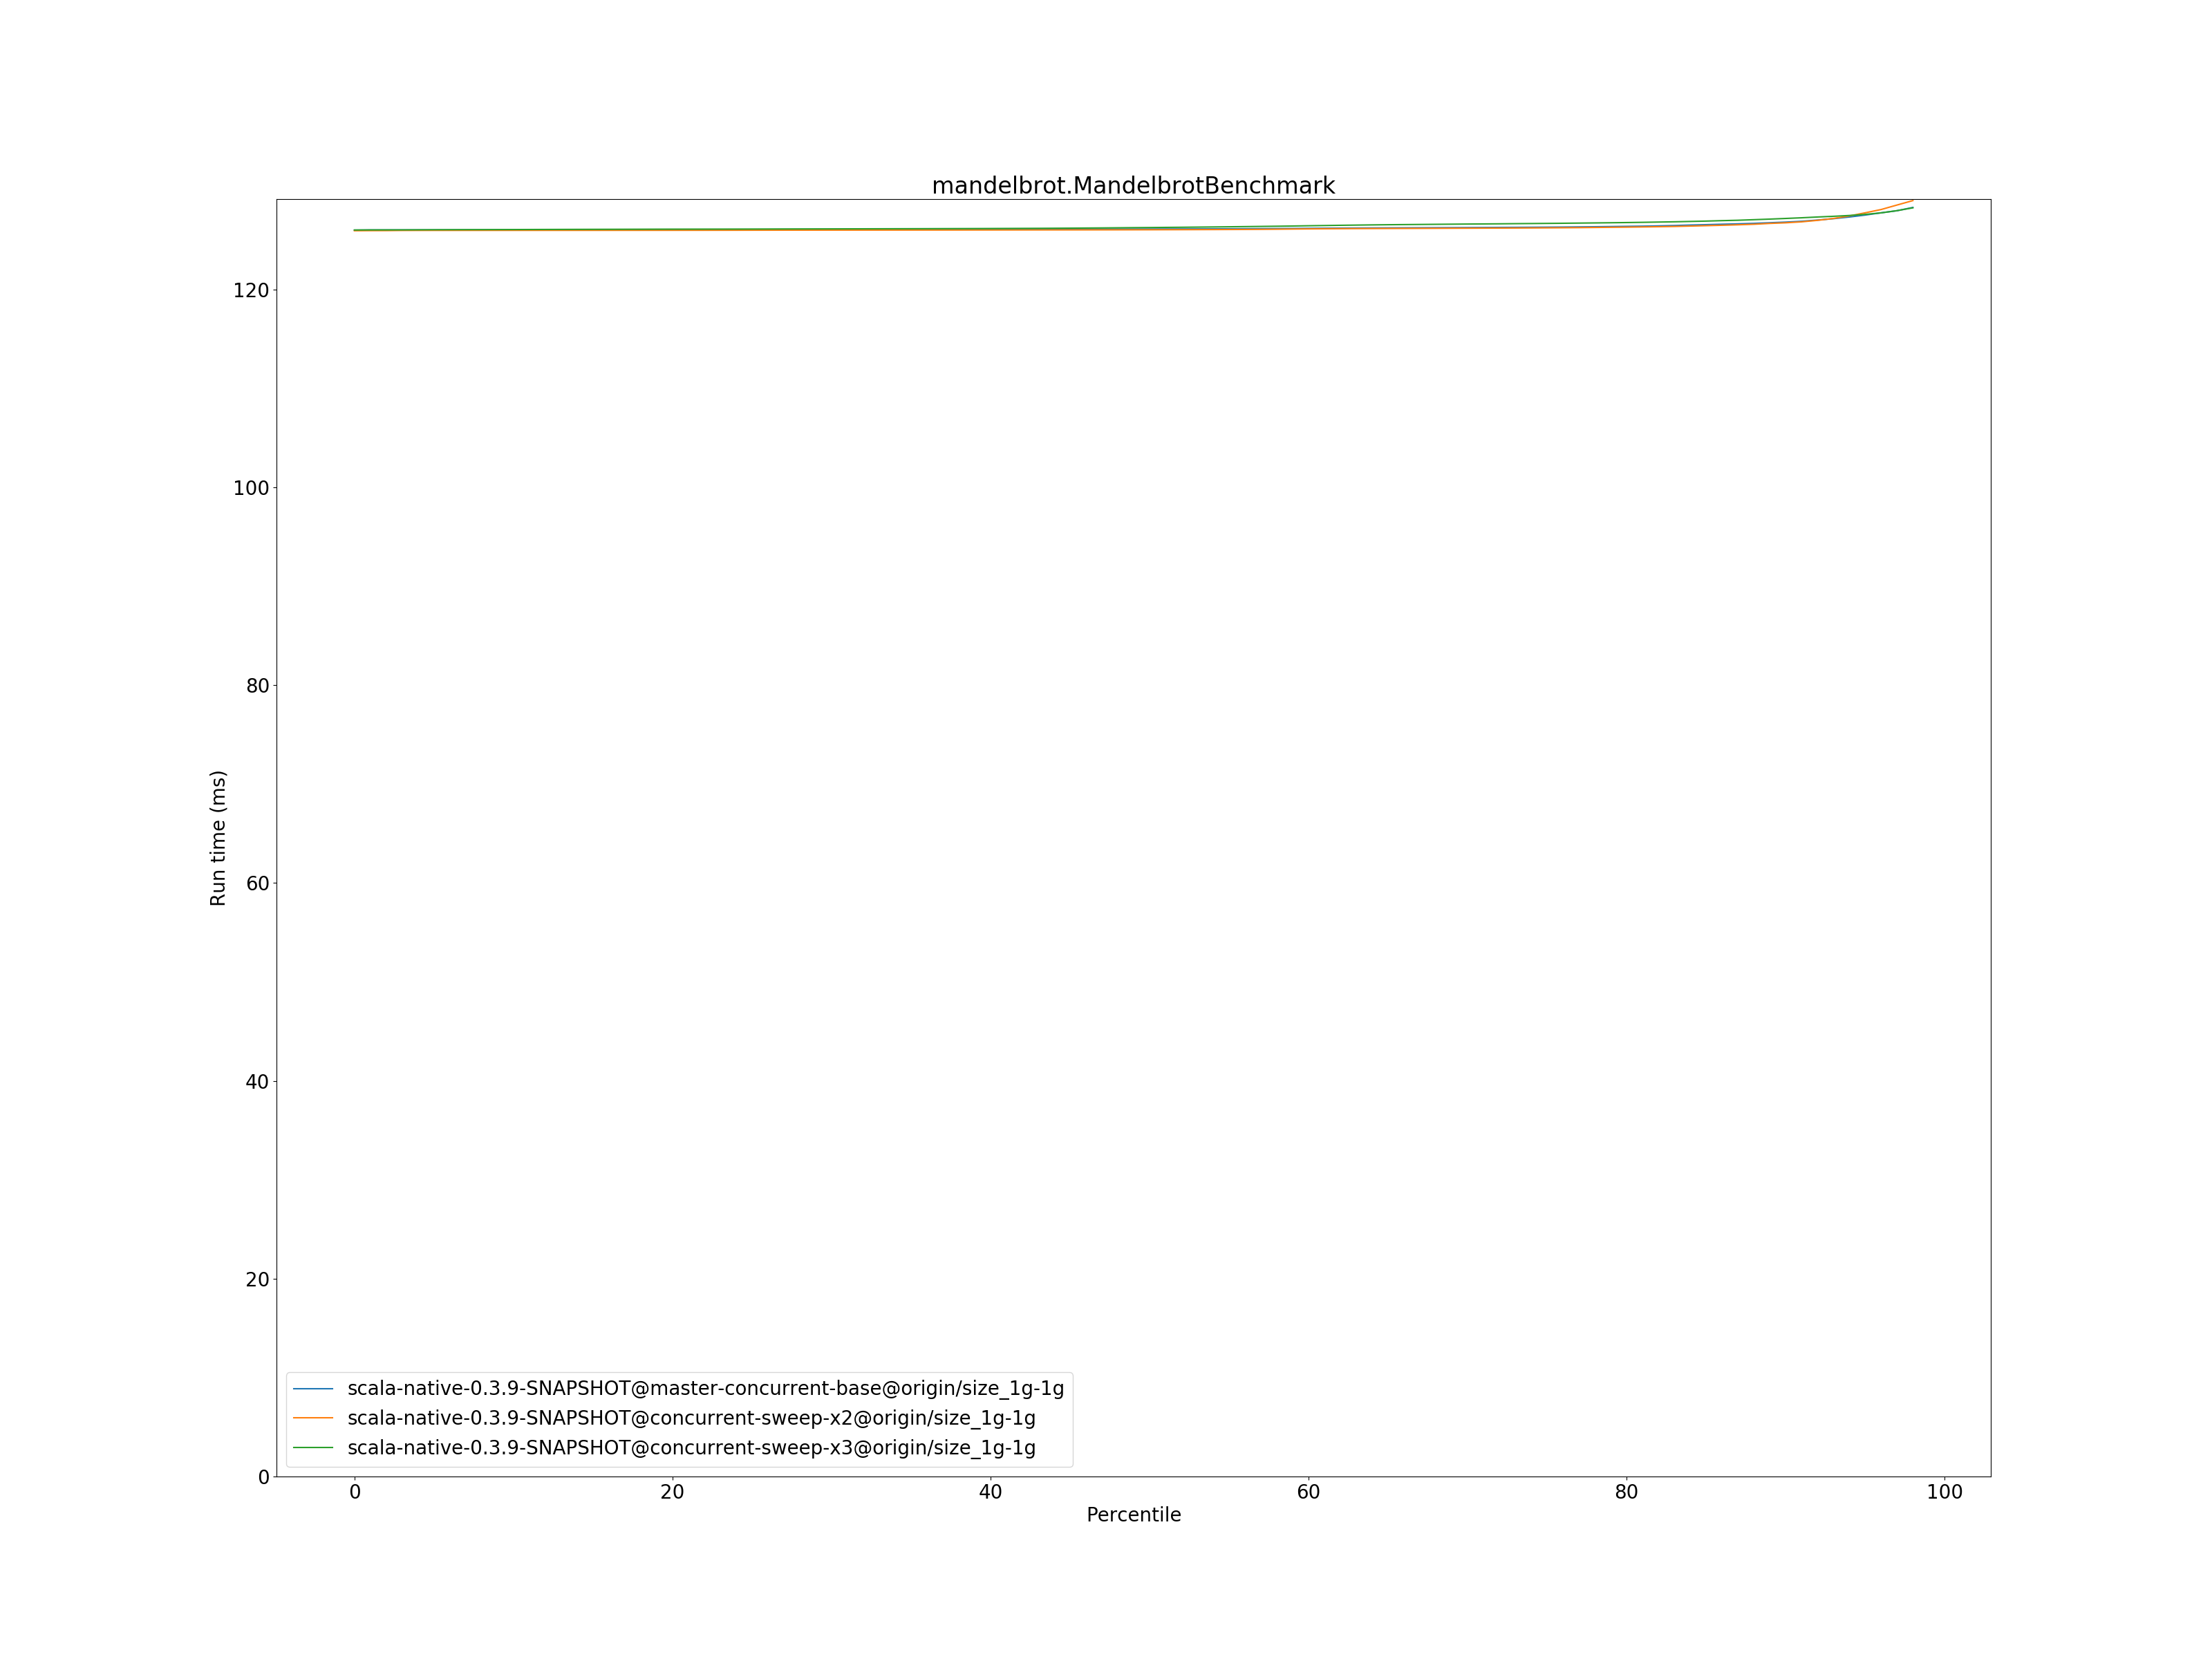 mandelbrot.MandelbrotBenchmark
120
100
80
60
40
20
0
Run time (ms)
scala-native-0.3.9-SNAPSHOT@master-concurrent-base@origin/size_1g-1g
scala-native-0.3.9-SNAPSHOT@concurrent-sweep-x2@origin/size_1g-1g
scala-native-0.3.9-SNAPSHOT@concurrent-sweep-x3@origin/size_1g-1g
0 20 40 60 80 100
Percentile